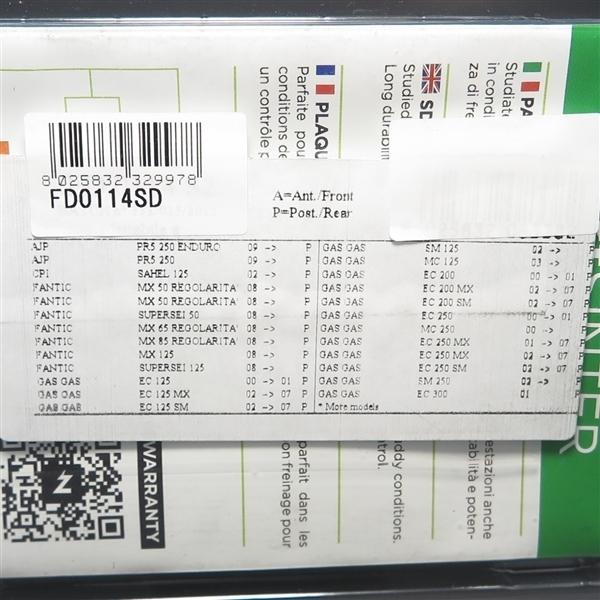 8 025832 329978
FD0114SD
A=Ant./Front
P=Post./Rear
AJP PR5 250 ENDURO 09 -> P
AJP PR5 250 09 -> P
CPI SAHEL 125 02 -> P
FANTIC MX 50 REGOLARITA' 08 -> P
FANTIC MX 50 REGOLARITA' 08 -> P
FANTIC SUPERSEI 50 08 -> P
FANTIC MX 65 REGOLARITA' 08 -> P
FANTIC MX 85 REGOLARITA' 08 -> P
FANTIC MX 125 08 -> P
FANTIC SUPERSEI 125 08 -> P
GAS GAS EC 125 00 -> 01 P
GAS GAS EC 125 MX 02 -> 07 P
GAS GAS EC 125 SM 02 -> 07 P
GAS GAS SM 125 02 -> P
GAS GAS MC 125 03 -> P
GAS GAS EC 200 00 -> 01 P
GAS GAS EC 200 MX 02 -> 07 P
GAS GAS EC 200 SM 02 -> 07 P
GAS GAS EC 250 00 -> 01 P
GAS GAS MC 250 00 -> P
GAS GAS EC 250 MX 01 -> 07 P
GAS GAS EC 250 MX 02 -> 07 P
GAS GAS EC 250 SM 02 -> 07 P
GAS GAS SM 250 02 -> P
GAS GAS EC 300 01 P
* More models
PLAQU
Parfaite pou
conditions de
un contrôle p
SD
Studied
Long durabili
PA
Studiate
in condi
za di fre
WARRANTY
parfait dans les
on freinage pour
ddy conditions.
trol.
estazioni anche
abilità e poten-